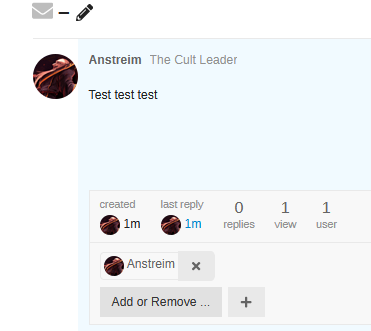 Anstreim The Cult Leader
Test test test
created last reply 0 1 1
1m 1m replies view user
Anstreim ×
Add or Remove ... +